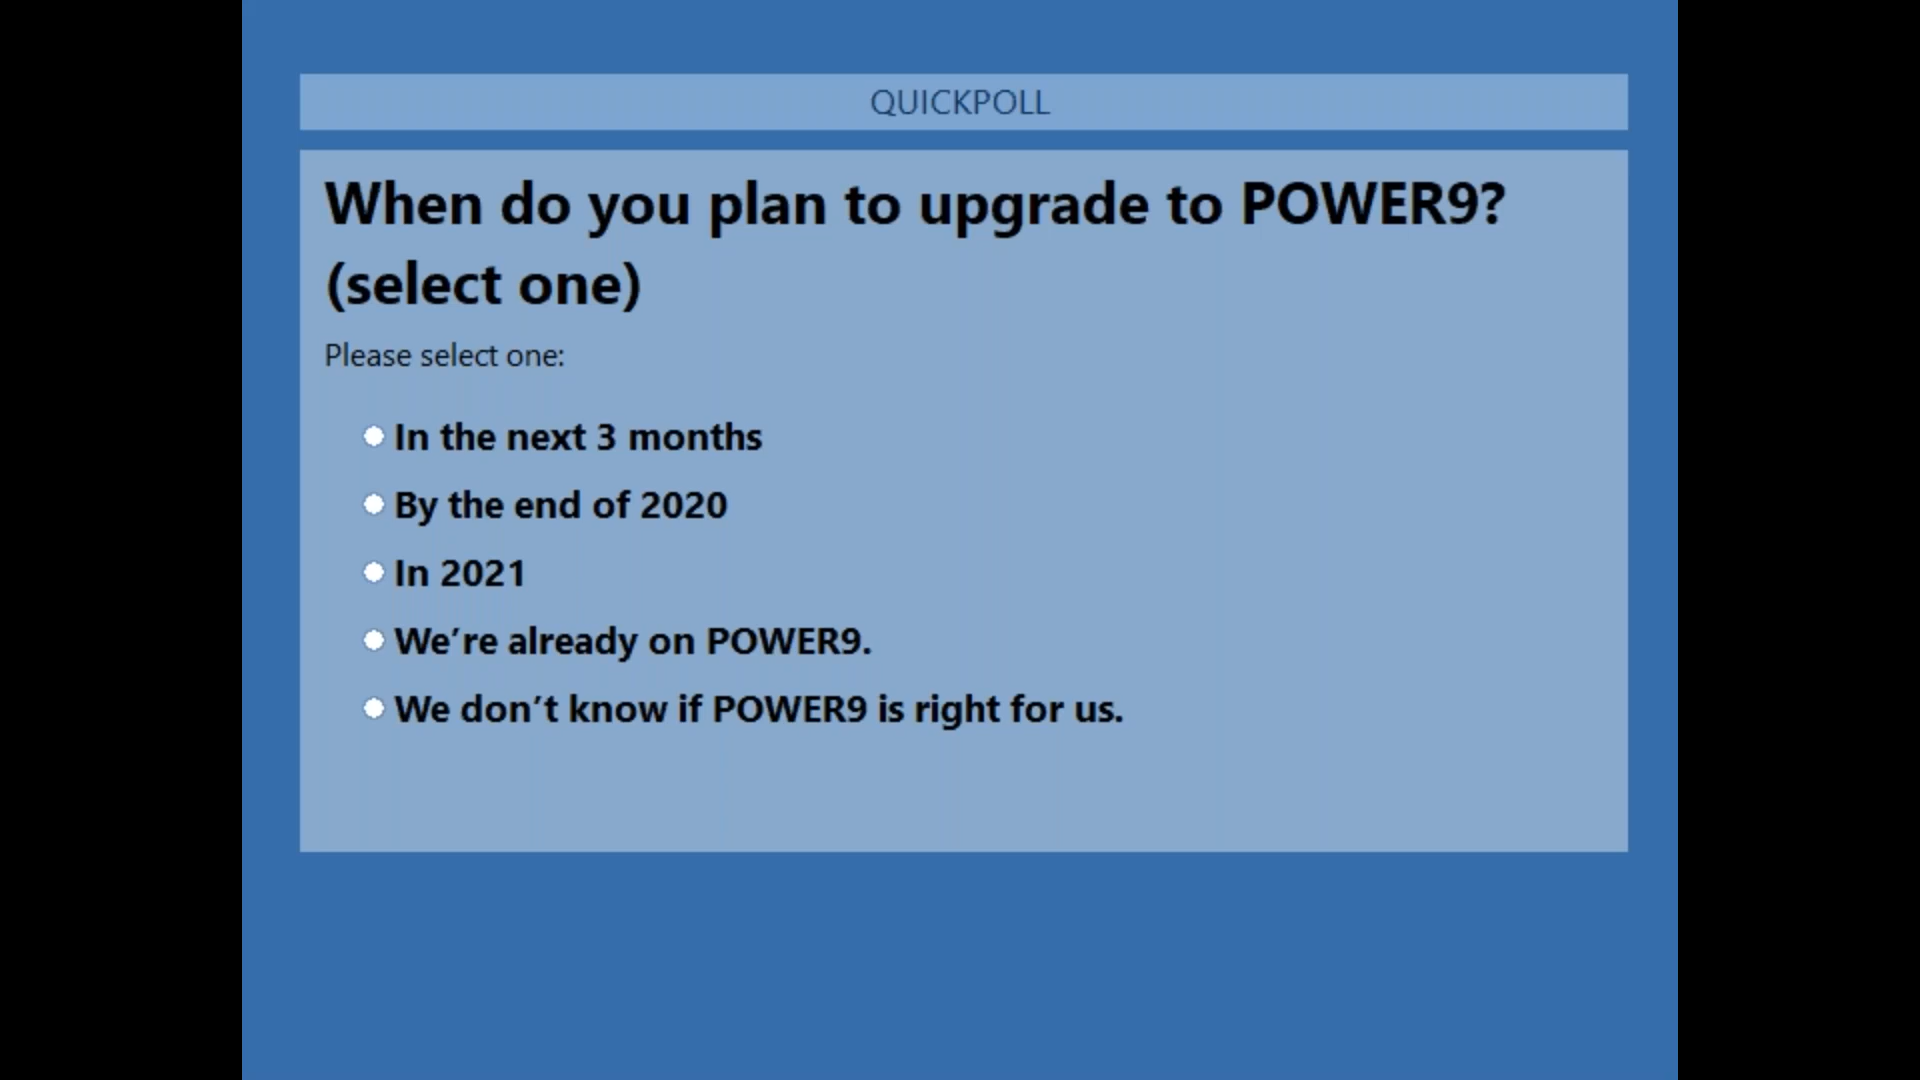 QUICKPOLL
When do you plan to upgrade to POWER9?
(select one)
Please select one:
In the next 3 months
By the end of 2020
In 2021
We’re already on POWER9.
We don’t know if POWER9 is right for us.